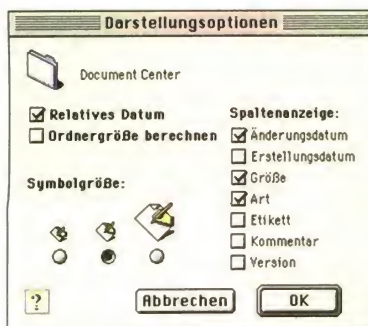 Darstellungsoptionen
Document Center
Relatives Datum
Ordnergröße berechnen
Symbolgröße:
Spaltenanzeige:
Änderungsdatum
Erstellungsdatum
Größe
Art
Etikett
Kommentar
Version
?
Abbrechen
OK